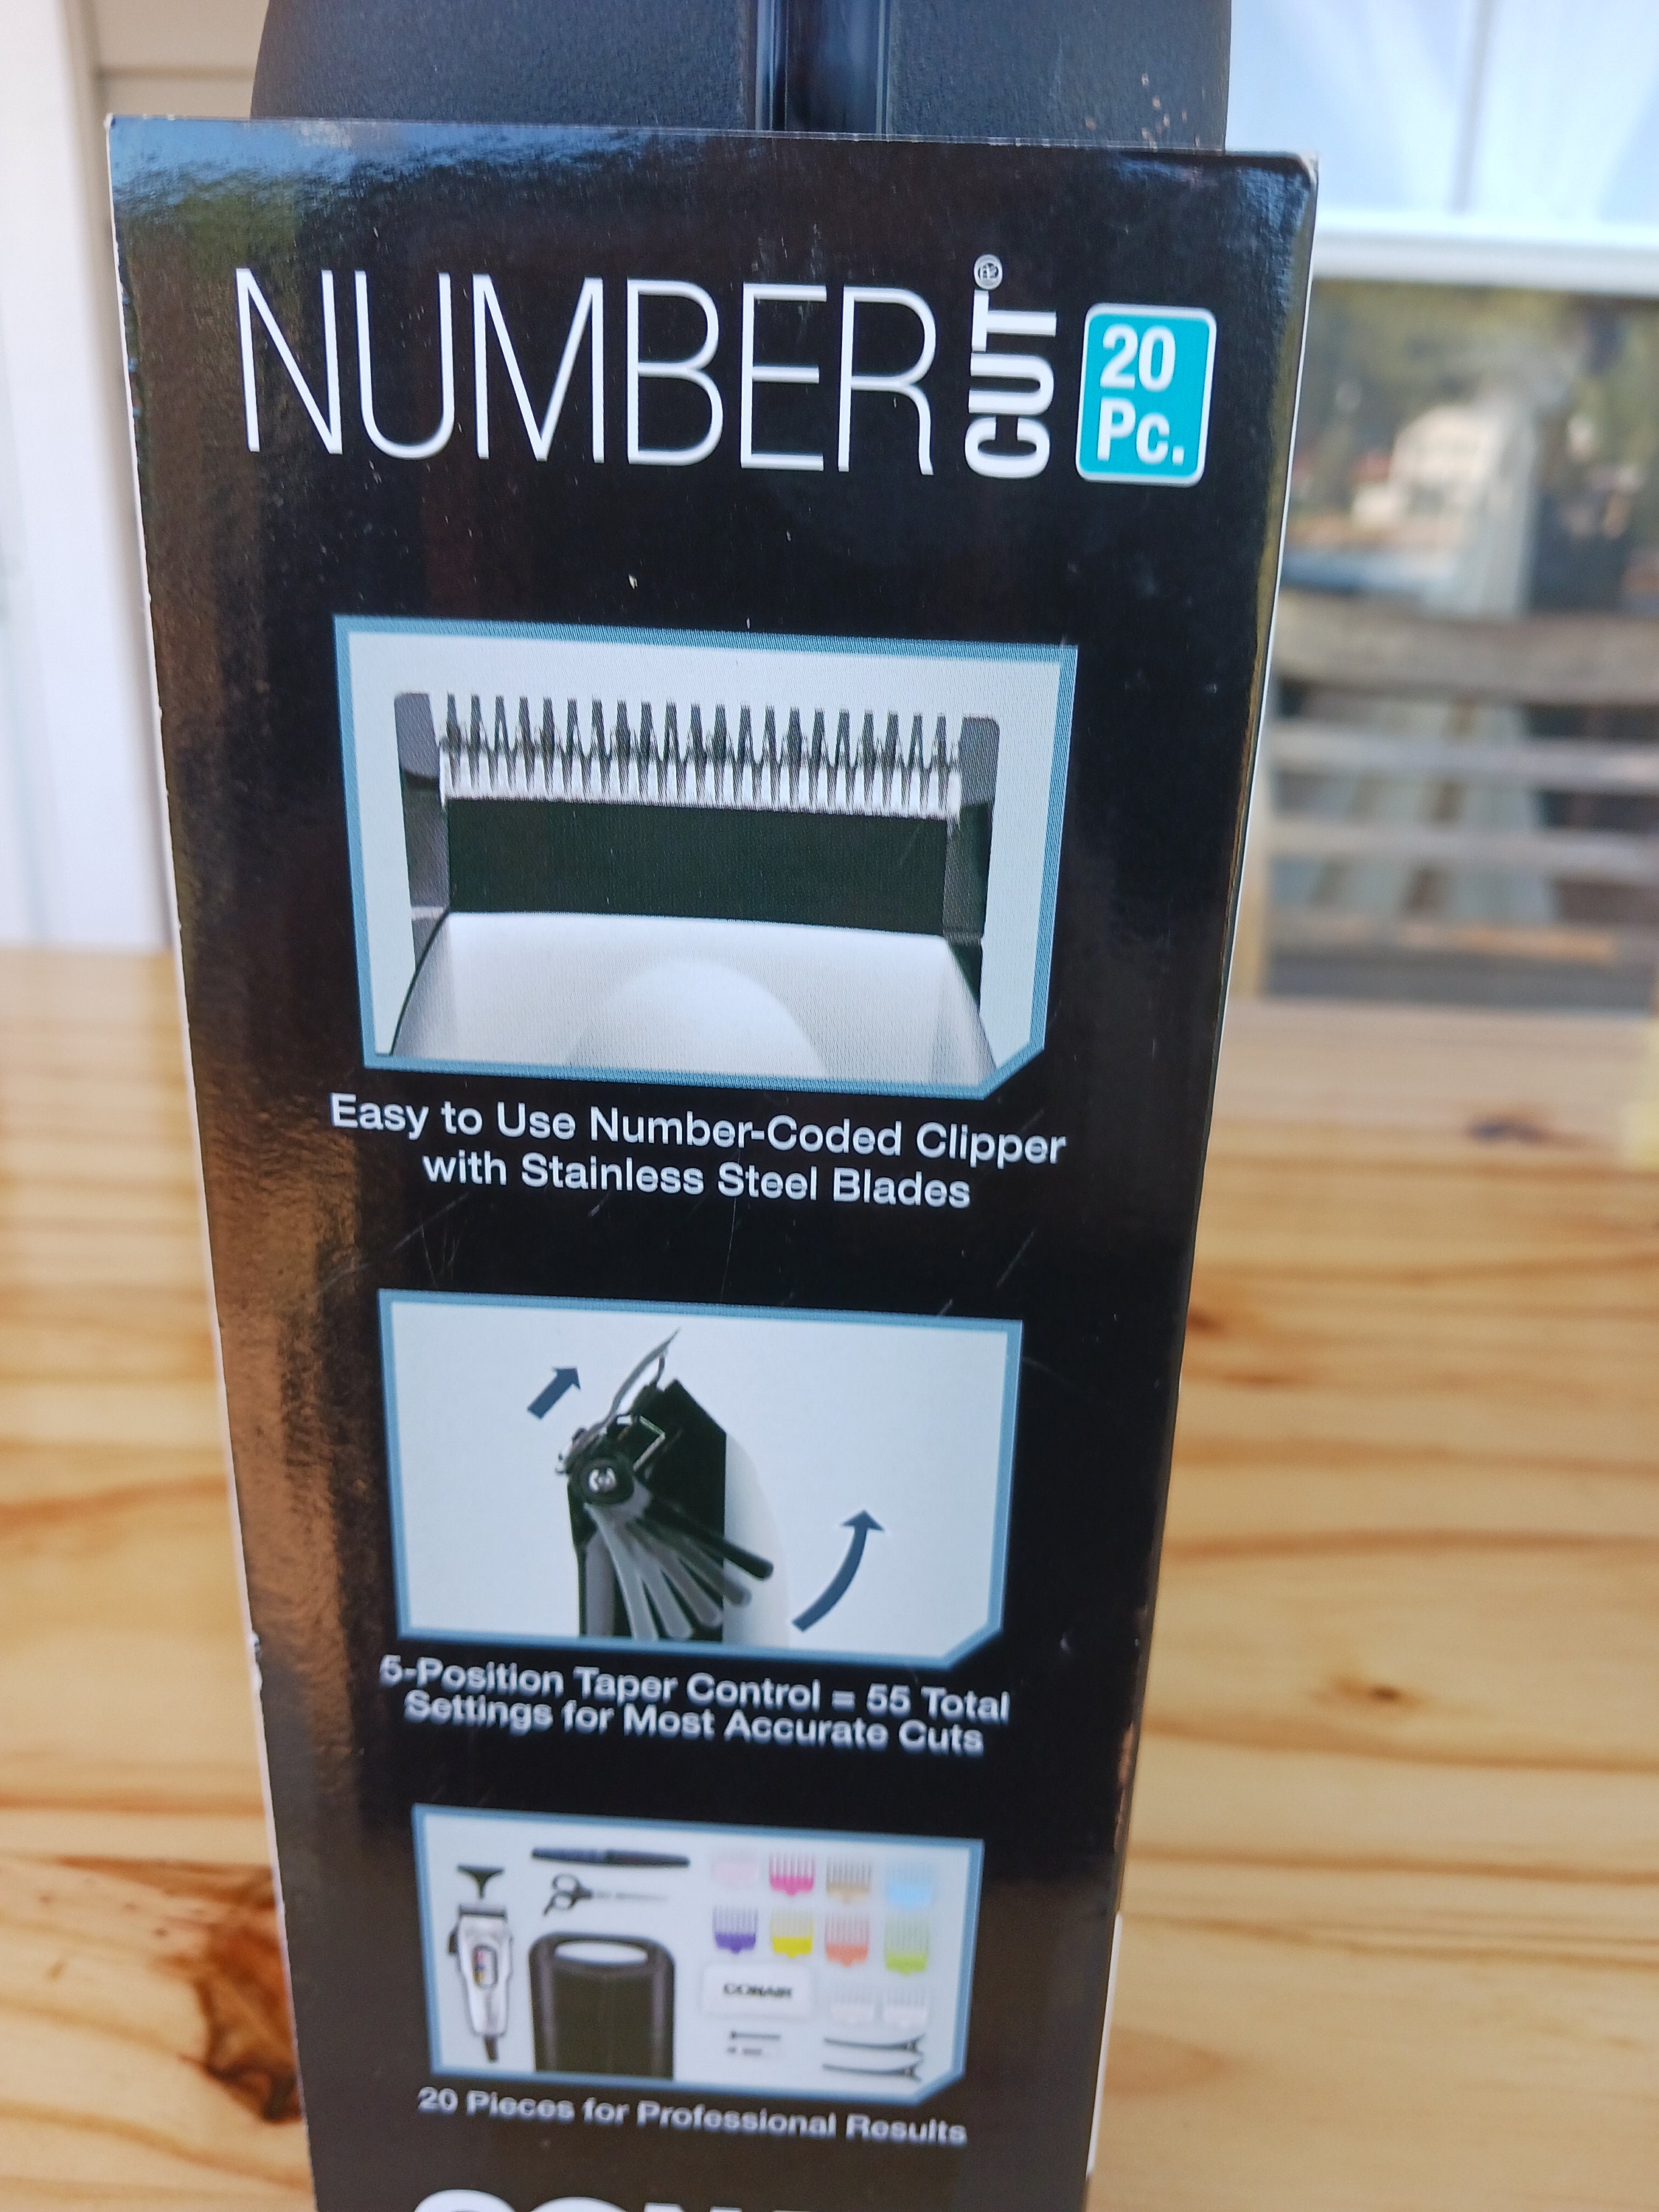 NUMBER CUT®
20
Pc.
Easy to Use Number-Coded Clipper
with Stainless Steel Blades
5-Position Taper Control = 55 Total
Settings for Most Accurate Cuts
CONAIR
20 Pieces for Professional Results